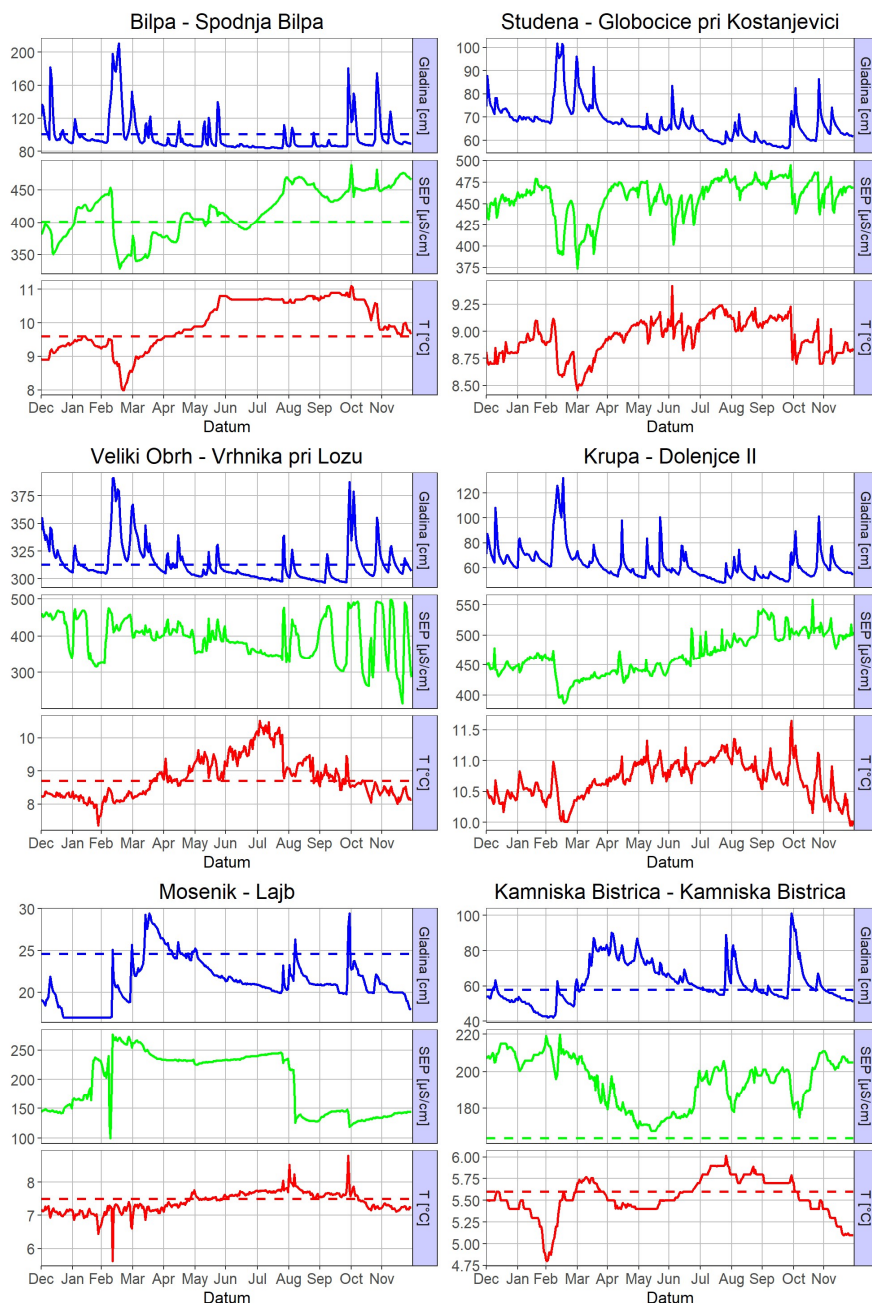 Bilpa - Spodnja Bilpa
200
160
120
80
Gladina [cm]
450
400
350
SEP [µS/cm]
11
10
9
8
T [°C]
Dec Jan Feb Mar Apr May Jun Jul Aug Sep Oct Nov
Datum
Studena - Globocice pri Kostanjevici
100
90
80
70
60
Gladina [cm]
500
475
450
425
400
375
SEP [µS/cm]
9.25
9.00
8.75
8.50
T [°C]
Dec Jan Feb Mar Apr May Jun Jul Aug Sep Oct Nov
Datum
Veliki Obrh - Vrhnika pri Lozu
375
350
325
300
Gladina [cm]
500
400
300
SEP [µS/cm]
10
9
8
T [°C]
Dec Jan Feb Mar Apr May Jun Jul Aug Sep Oct Nov
Datum
Krupa - Dolenjce II
120
100
80
60
Gladina [cm]
550
500
450
400
SEP [µS/cm]
11.5
11.0
10.5
10.0
T [°C]
Dec Jan Feb Mar Apr May Jun Jul Aug Sep Oct Nov
Datum
Mosenik - Lajb
30
25
20
Gladina [cm]
250
200
150
100
SEP [µS/cm]
8
7
6
T [°C]
Dec Jan Feb Mar Apr May Jun Jul Aug Sep Oct Nov
Datum
Kamniska Bistrica - Kamniska Bistrica
100
80
60
40
Gladina [cm]
220
200
180
160
SEP [µS/cm]
6.00
5.75
5.50
5.25
5.00
4.75
T [°C]
Dec Jan Feb Mar Apr May Jun Jul Aug Sep Oct Nov
Datum